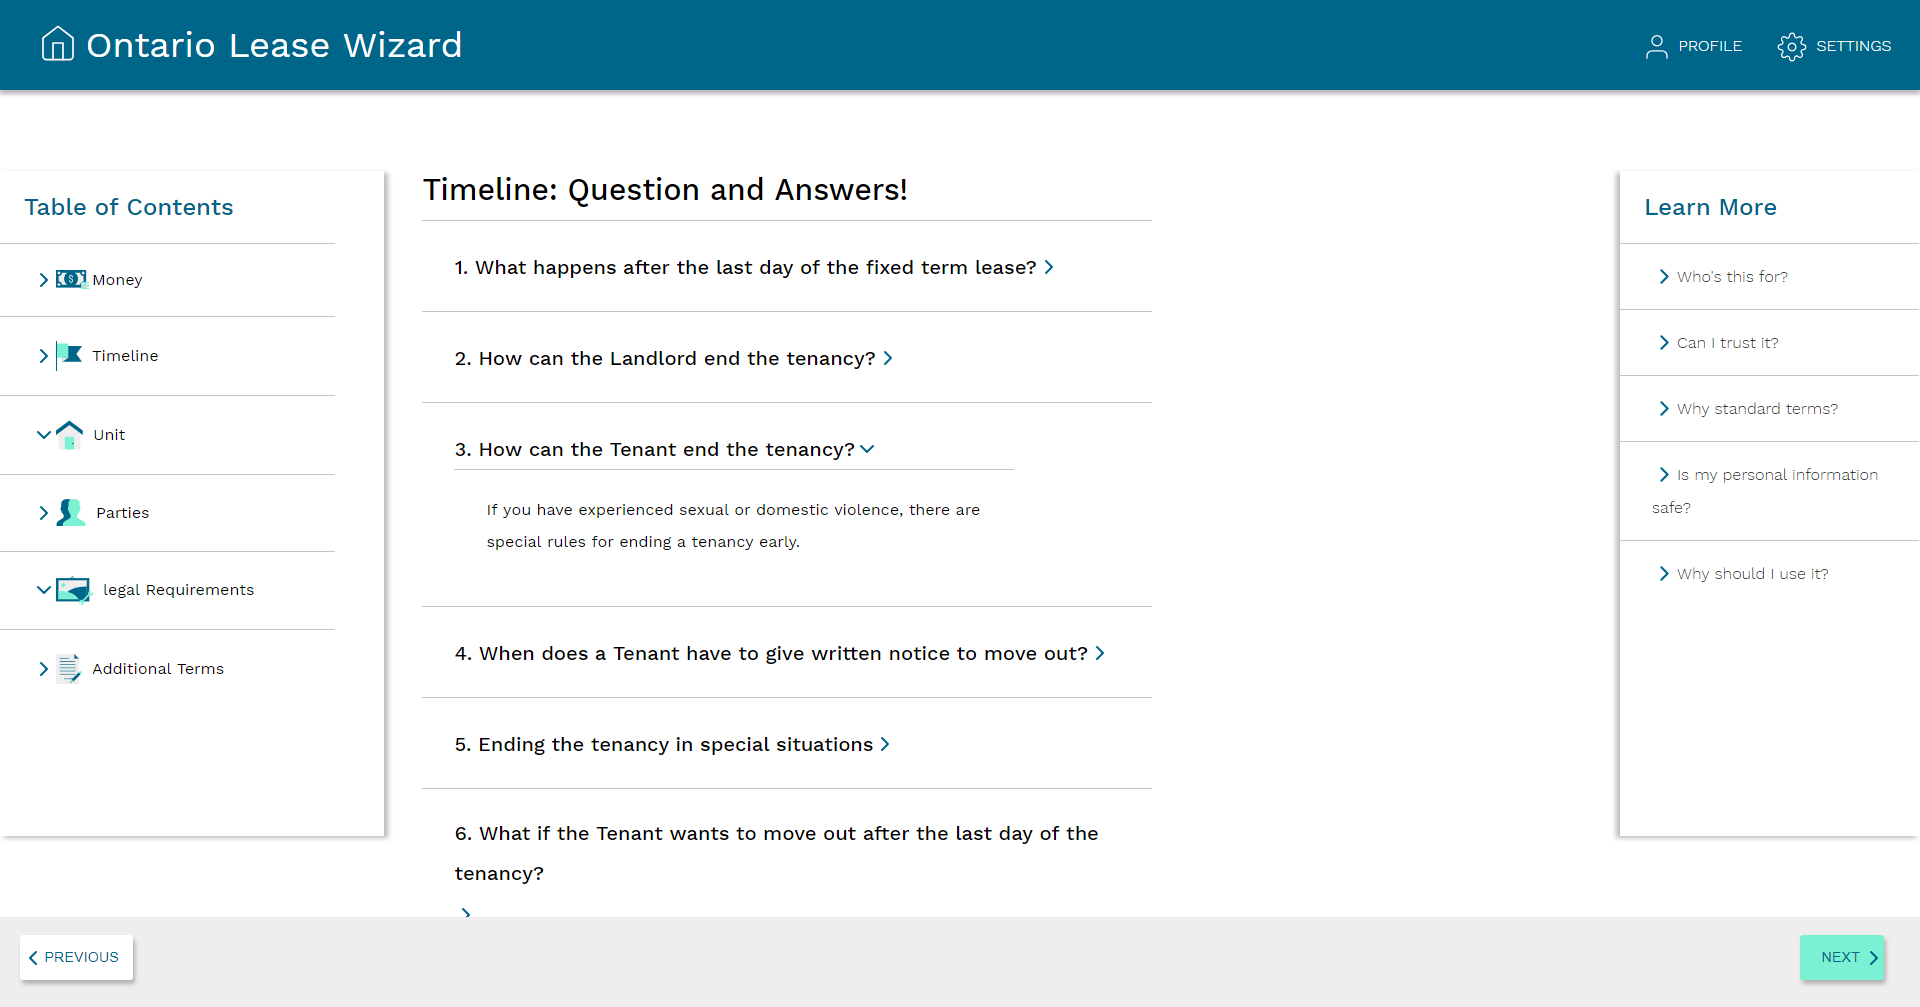 Ontario Lease Wizard
PROFILE
SETTINGS
Table of Contents
Money
Timeline
Unit
Parties
legal Requirements
Additional Terms
Timeline: Question and Answers!
1. What happens after the last day of the fixed term lease?
2. How can the Landlord end the tenancy?
3. How can the Tenant end the tenancy?
If you have experienced sexual or domestic violence, there are
special rules for ending a tenancy early.
4. When does a Tenant have to give written notice to move out?
5. Ending the tenancy in special situations
6. What if the Tenant wants to move out after the last day of the
tenancy?
Learn More
Who's this for?
Can I trust it?
Why standard terms?
Is my personal information
safe?
Why should I use it?
PREVIOUS
NEXT